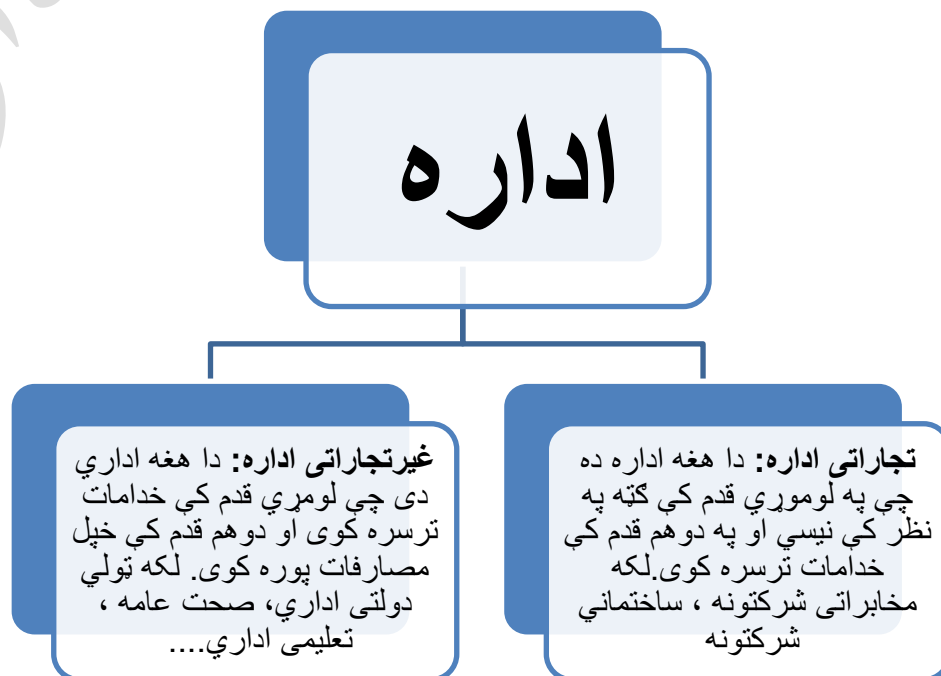 اداره
تجاراتی اداره: دا هغه اداره ده
چې په لوموړي قدم کې ګټه په
نظر کې نیسي او په دوهم قدم کې
خدامات ترسره کوی.لکه
مخابراتی شرکتونه ، ساختماني
شرکتونه
غیرتجاراتی اداره: دا هغه اداري
دی چې لومړي قدم کې خدامات
ترسره کوی او دوهم قدم کې خپل
مصارفات پوره کوی. لکه ټولي
دولتی اداري، صحت عامه ،
تعلیمی اداري....